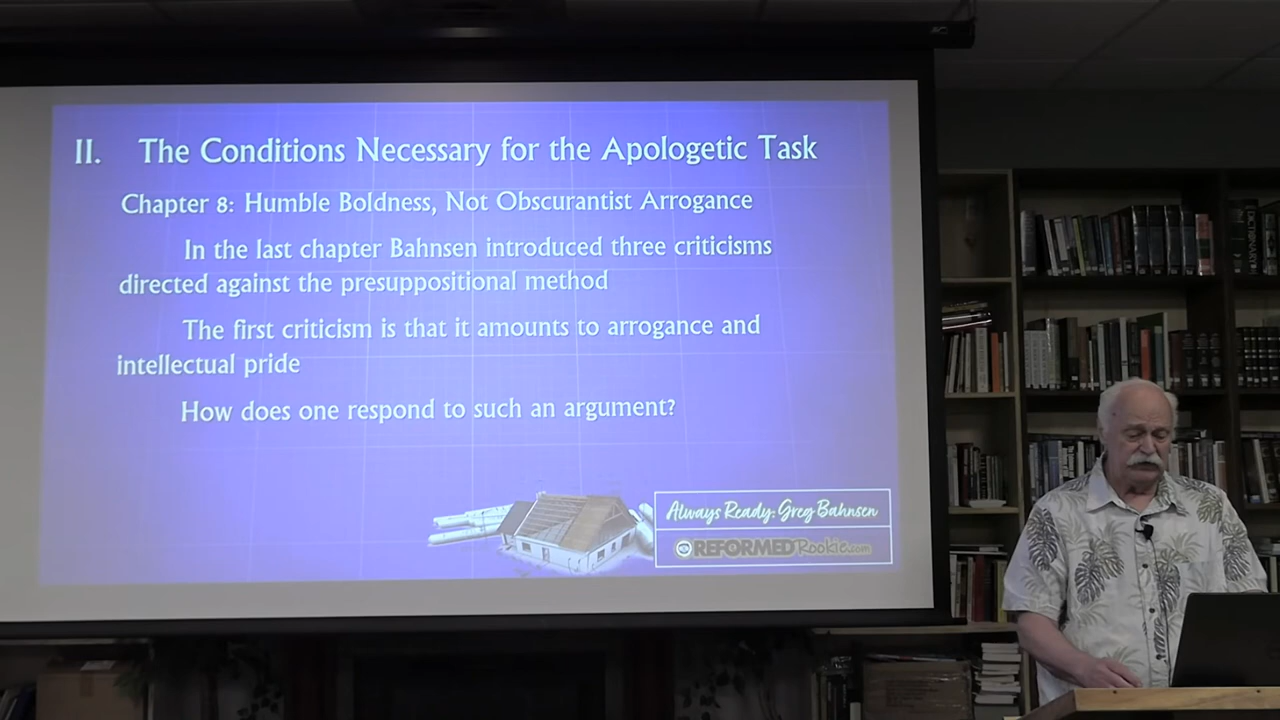 II. The Conditions Necessary for the Apologetic Task
Chapter 8: Humble Boldness, Not Obscurantist Arrogance
In the last chapter Bahnsen introduced three criticisms
directed against the presuppositional method
The first criticism is that it amounts to arrogance and
intellectual pride
How does one respond to such an argument?
Always Ready: Greg Bahnsen
REFORMEDRookie.com
DICTIONARY